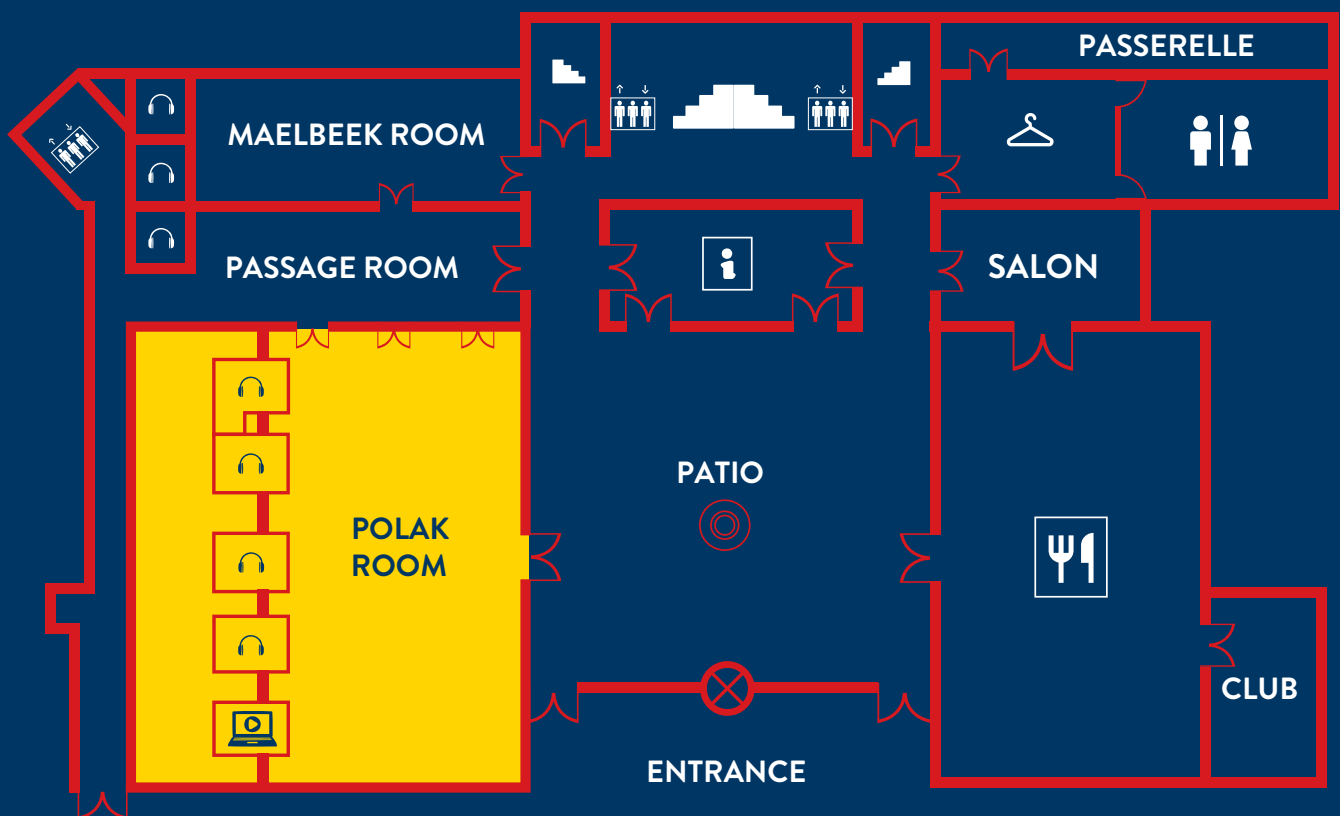 PASSERELLE
MAELBEEK ROOM
PASSAGE ROOM
SALON
PATIO
POLAK
ROOM
CLUB
ENTRANCE